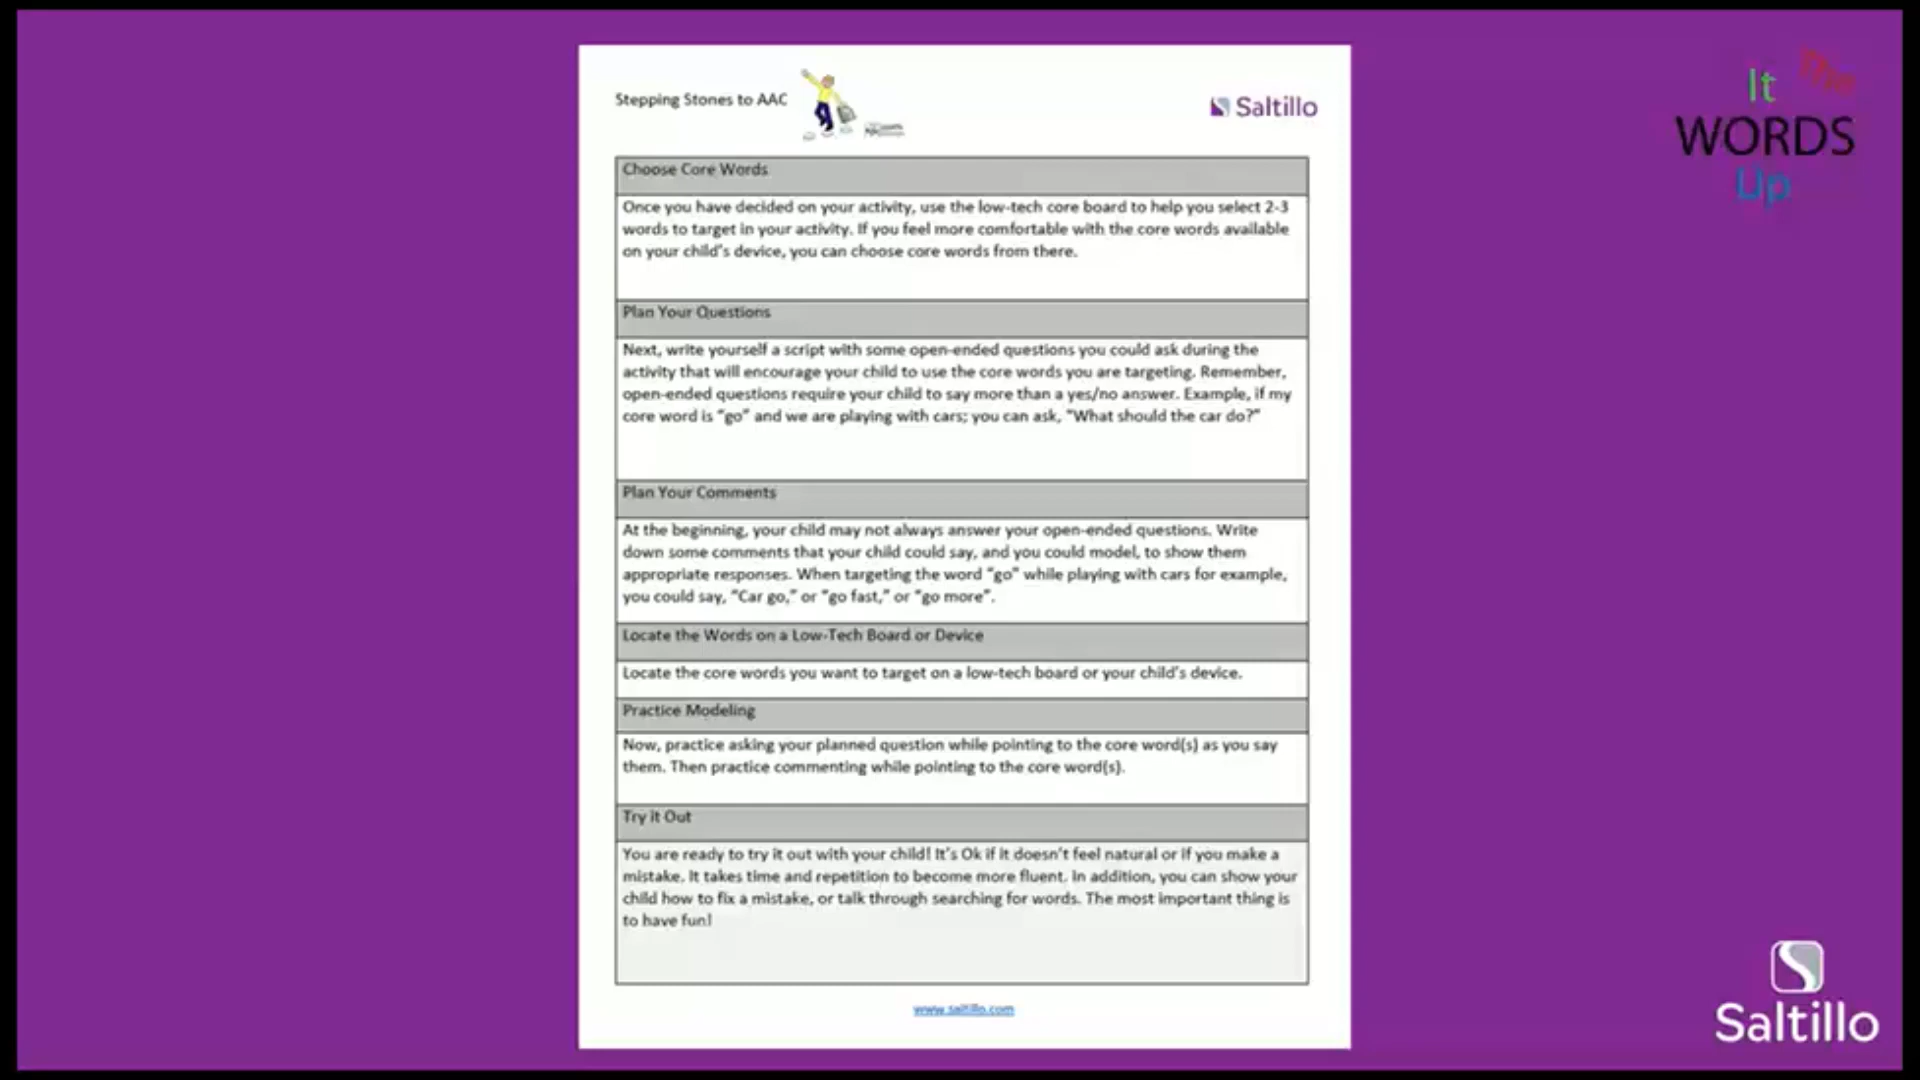 Stepping Stones to AAC
Saltillo
It
The
WORDS
Up
Choose Core Words
Once you have decided on your activity, use the low-tech core board to help you select 2-3
words to target in your activity. If you feel more comfortable with the core words available
on your child's device, you can choose core words from there.
Plan Your Questions
Next, write yourself a script with some open-ended questions you could ask during the
activity that will encourage your child to use the core words you are targeting. Remember,
open-ended questions require your child to say more than a yes/no answer. Example, if my
core word is "go" and we are playing with cars; you can ask, "What should the car do?"
Plan Your Comments
At the beginning, your child may not always answer your open-ended questions. Write
down some comments that your child could say, and you could model, to show them
appropriate responses. When targeting the word "go" while playing with cars for example,
you could say, "Car go," or "go fast," or "go more".
Locate the Words on a Low-Tech Board or Device
Locate the core words you want to target on a low-tech board or your child's device.
Practice Modeling
Now, practice asking your planned question while pointing to the core word(s) as you say
them. Then practice commenting while pointing to the core word(s).
Try it Out
You are ready to try it out with your child! It's Ok if it doesn't feel natural or if you make a
mistake. It takes time and repetition to become more fluent. In addition, you can show your
child how to fix a mistake, or talk through searching for words. The most important thing is
to have fun!
www.saltillo.com
Saltillo